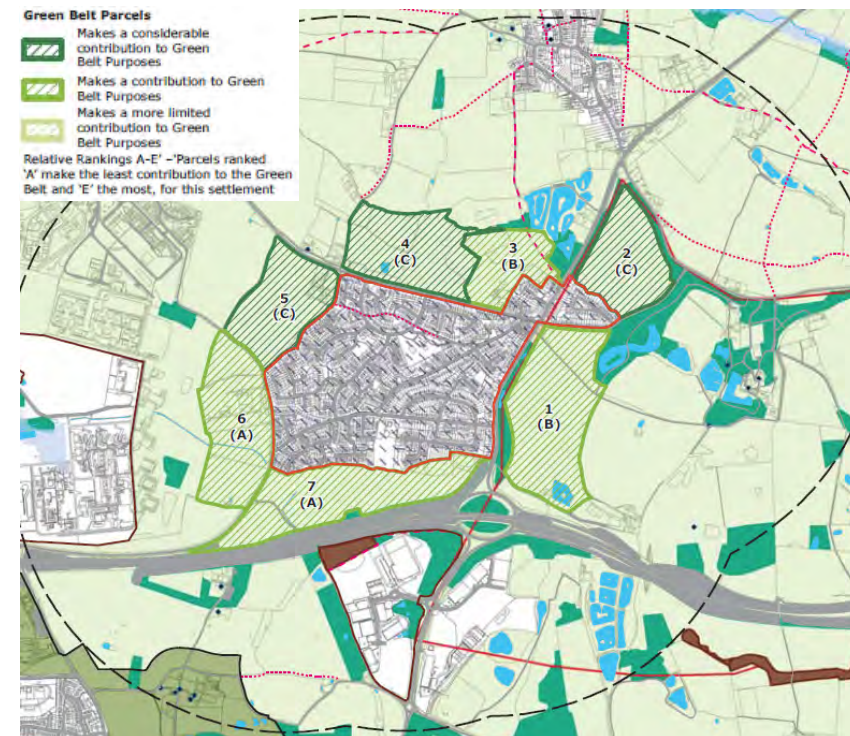 Green Belt Parcels
Makes a considerable
contribution to Green
Belt Purposes
Makes a contribution to Green
Belt Purposes
Makes a more limited
contribution to Green
Belt Purposes
Relative Rankings A-E' –'Parcels ranked
'A' make the least contribution to the Green
Belt and 'E' the most, for this settlement
4
(C)
3
(B)
2
(C)
5
(C)
6
(A)
1
(B)
7
(A)